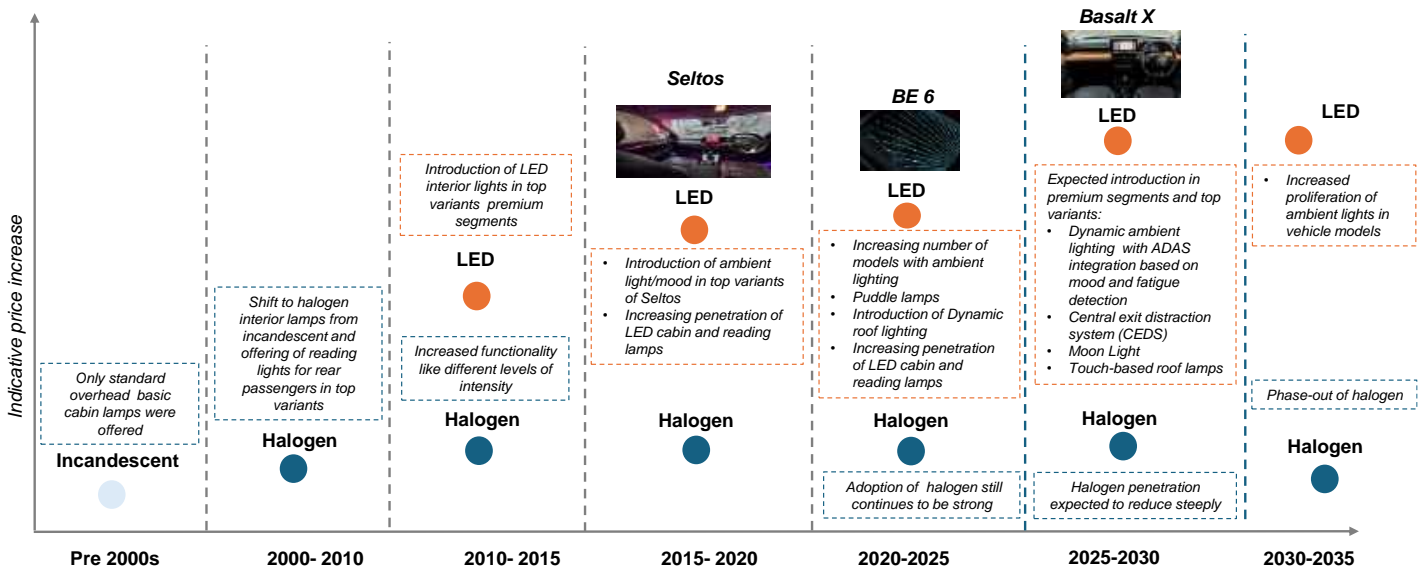 Indicative price increase
Only standard
overhead  basic
cabin lamps were
offered
Incandescent
Pre 2000s
Shift to halogen
interior lamps from
incandescent and
offering of reading
lights for rear
passengers in top
variants
Halogen
2000- 2010
Introduction of LED
interior lights in top
variants  premium
segments
LED
Increased functionality
like different levels of
intensity
Halogen
2010- 2015
Seltos
LED
• Introduction of ambient
light/mood in top variants
of Seltos
• Increasing penetration of
LED cabin and reading
lamps
Halogen
2015- 2020
BE 6
LED
• Increasing number of
models with ambient
lighting
• Puddle lamps
• Introduction of Dynamic
roof lighting
• Increasing penetration
of LED cabin and
reading lamps
Halogen
Adoption of  halogen still
continues to be strong
2020-2025
Basalt X
LED
Expected introduction in
premium segments and top
variants:
• Dynamic ambient
lighting  with ADAS
integration based on
mood and fatigue
detection
• Central exit distraction
system (CEDS)
• Moon Light
• Touch-based roof lamps
Halogen
Halogen penetration
expected to reduce steeply
2025-2030
LED
• Increased
proliferation of
ambient lights in
vehicle models
Phase-out of halogen
Halogen
2030-2035